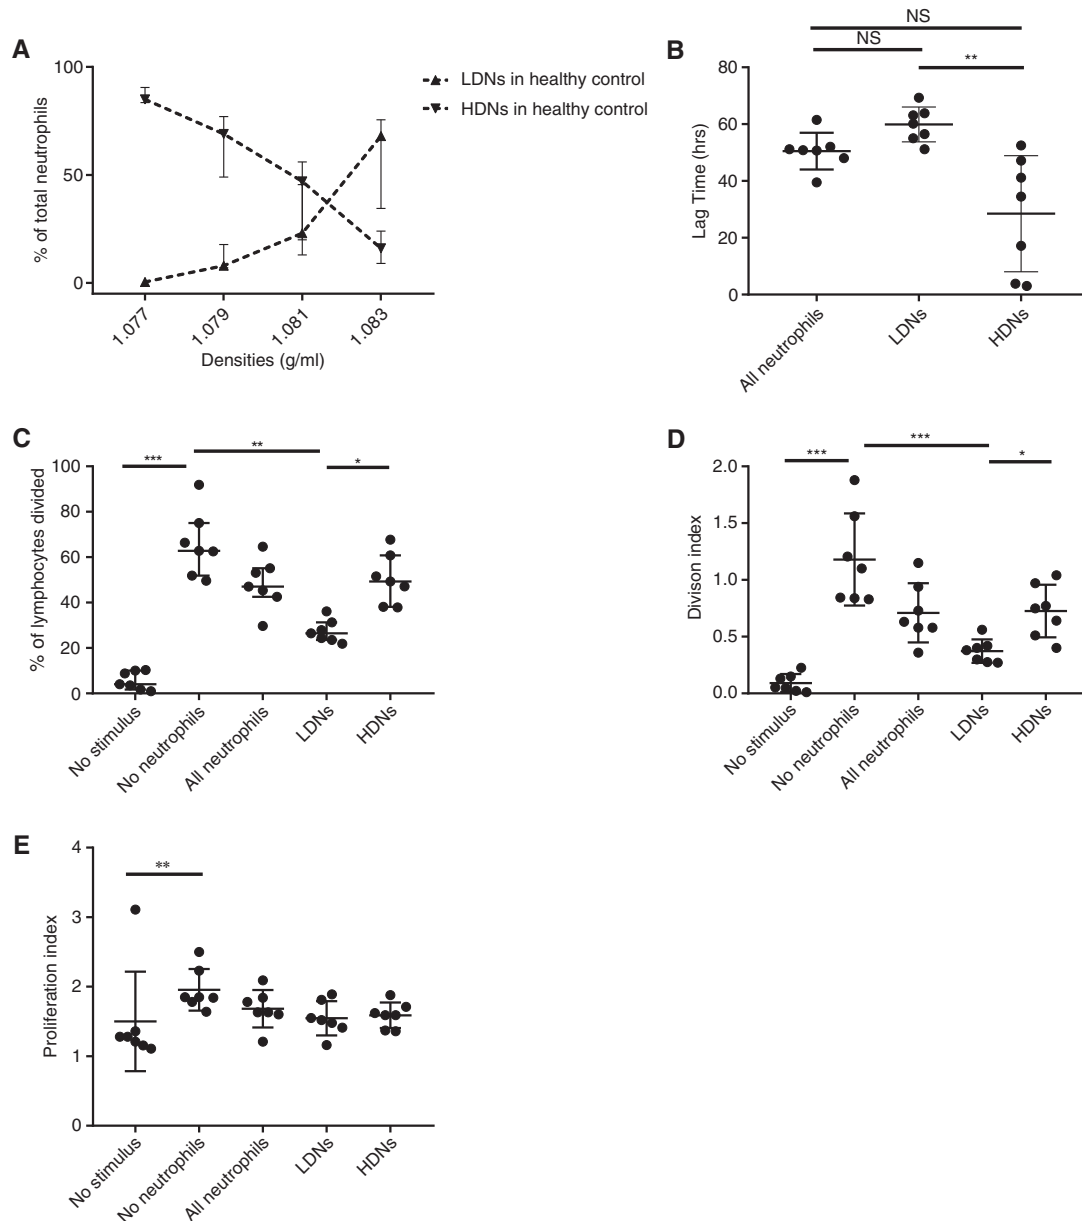 A
100
50
0
% of total neutrophils
1.077
1.079
1.081
1.083
Densities (g/ml)
LDNs in healthy control
HDNs in healthy control
B
NS
NS
**
80
60
40
20
0
Lag Time (hrs)
All neutrophils
LDNs
HDNs
C
***
**
*
100
80
60
40
20
0
% of lymphocytes divided
No stimulus
No neutrophils
All neutrophils
LDNs
HDNs
D
***
***
*
2.0
1.5
1.0
0.5
0.0
Divison index
No stimulus
No neutrophils
All neutrophils
LDNs
HDNs
E
**
4
3
2
1
0
Proliferation index
No stimulus
No neutrophils
All neutrophils
LDNs
HDNs